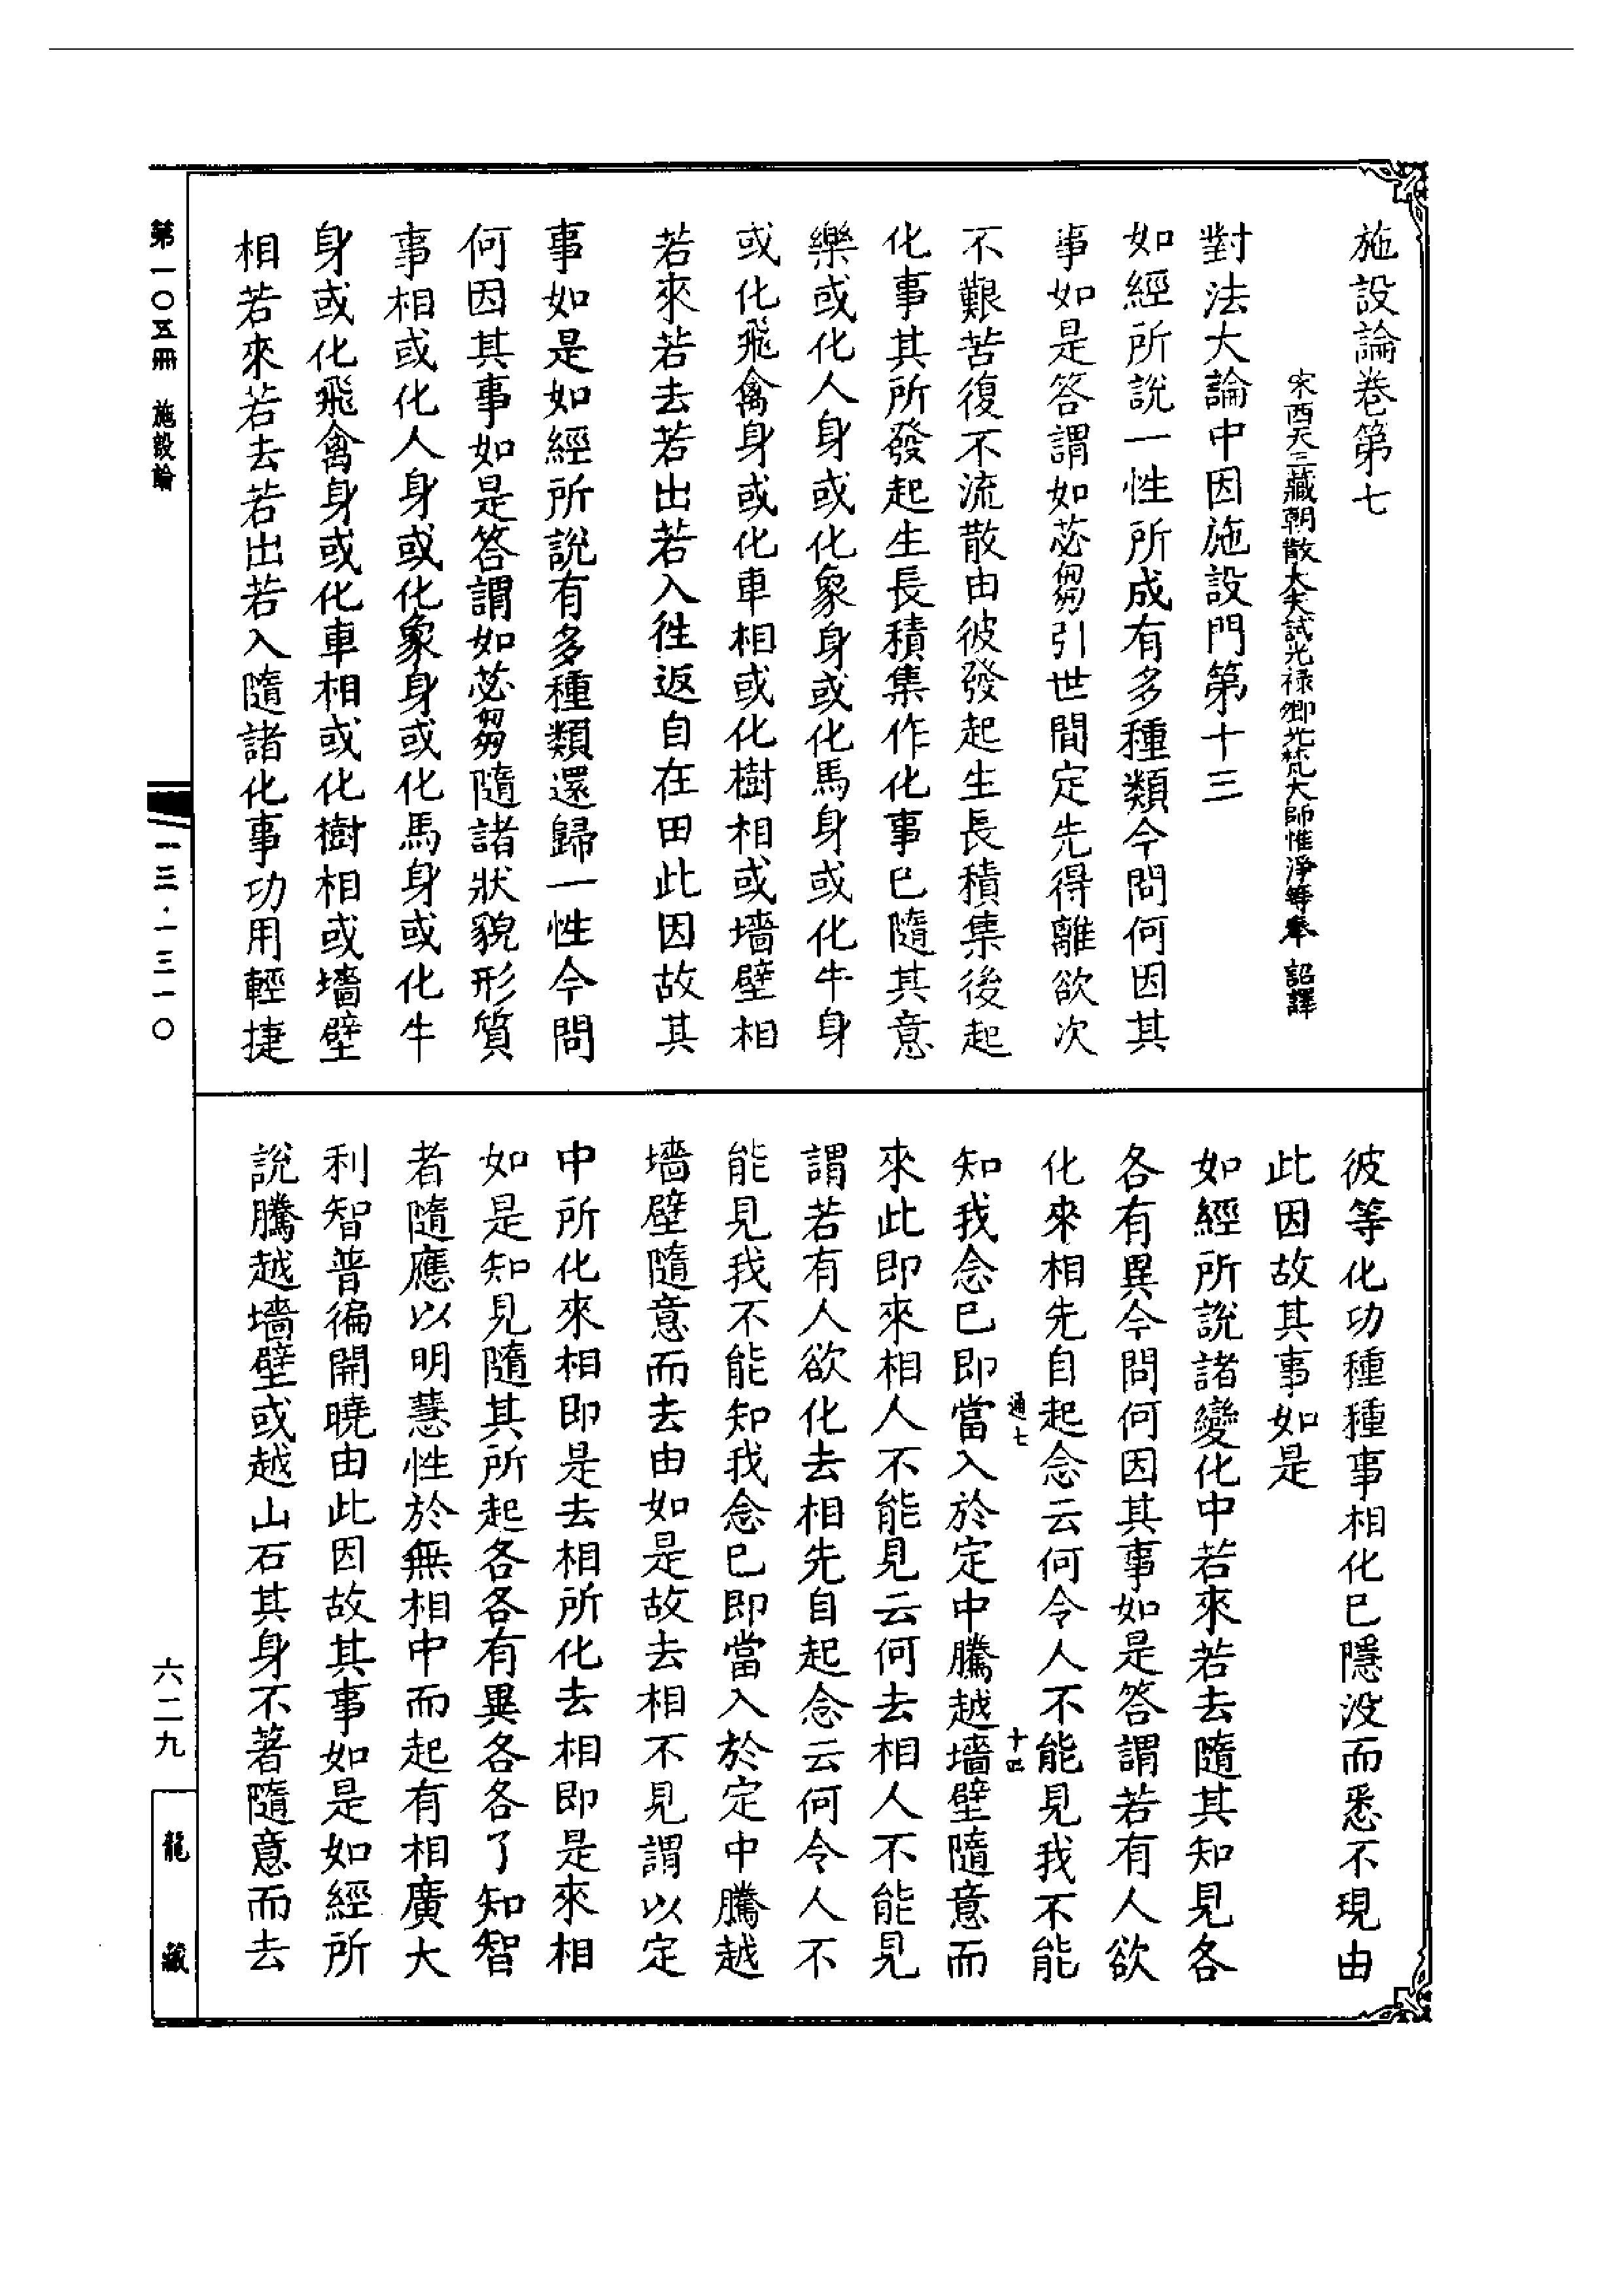 施設論卷第七
宋西天三藏朝散大夫試光祿卿光梵大師惟淨等奉　詔譯
對法大論中因施設門第十三
如經所說一性所成有多種類今問何因其
事如是答謂如苾芻引世間定先得離欲次
不艱苦復不流散由彼發起生長積集後起
化事其所發起生長積集作化事已隨其意
樂或化人身或化象身或化馬身或化牛身
或化飛禽身或化車相或化樹相或墻壁相
若來若去若出若入往返自在田此因故其
事如是如經所說有多種類還歸一性今問
何因其事如是答謂如苾芻隨諸狀貌形質
事相或化人身或化象身或化馬身或化牛
身或化飛禽身或化車相或化樹相或墻壁
相若來若去若出若入隨諸化事功用輕捷
彼等化功種種事相化已隱没而悉不現由
此因故其事如是
如經所說諸變化中若來若去隨其知見各
各有異今問何因其事如是答謂若有人欲
化來相先自起念云何令人不能見我不能
通七
十四
知我念已即當入於定中騰越墻壁隨意而
來此即來相人不能見云何去相人不能見
謂若有人欲化去相先自起念云何令人不
能見我不能知我念已即當入於定中騰越
墻壁隨意而去由如是故去相不見謂以定
中所化來相即是去相所化去相即是來相
如是知見隨其所起各各有異各各了知智
者隨應以明慧性於無相中而起有相廣大
利智普徧開曉由此因故其事如是如經所
說騰越墻壁或越山石其身不著隨意而去
第一〇五冊　施設論
一三·一三一〇
六二九
龍藏